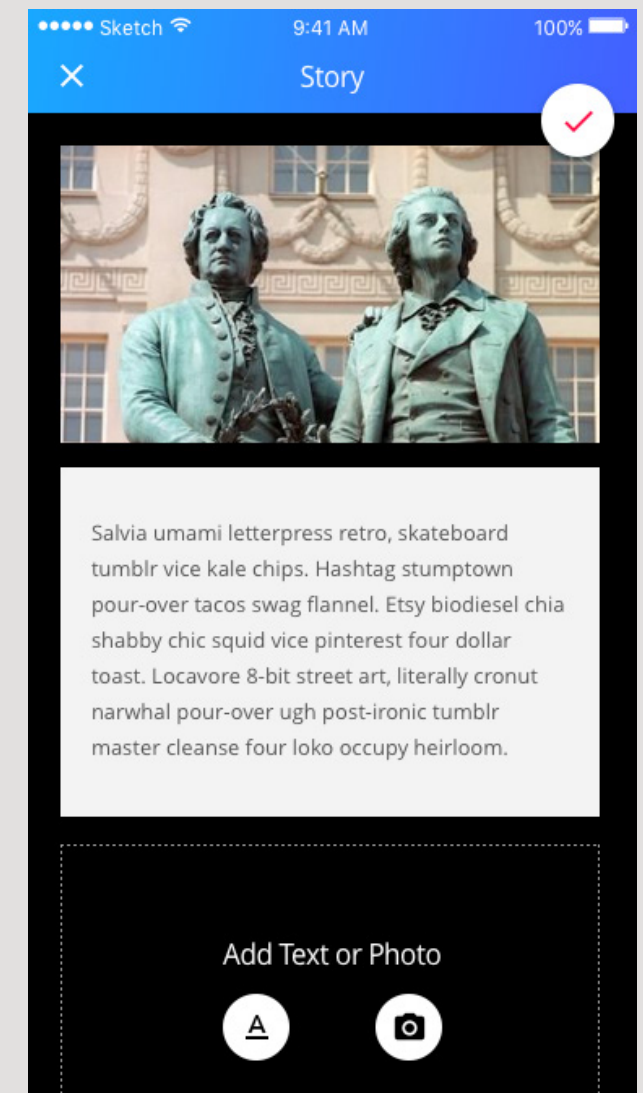 Sketch 9:41 AM 100%
Story
Salvia umami letterpress retro, skateboard
tumblr vice kale chips. Hashtag stumptown
pour-over tacos swag flannel. Etsy biodiesel chia
shabby chic squid vice pinterest four dollar
toast. Locavore 8-bit street art, literally cronut
narwhal pour-over ugh post-ironic tumblr
master cleanse four loko occupy heirloom.
Add Text or Photo
A